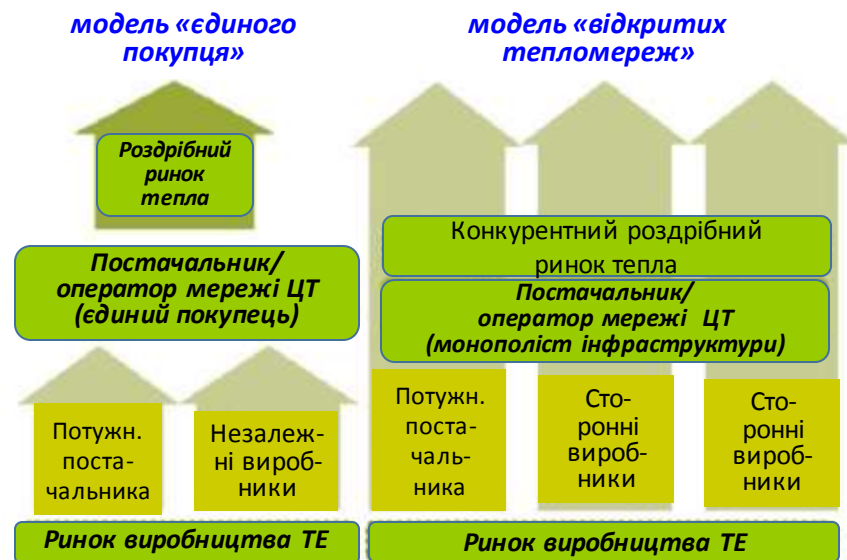 модель «єдиного
покупця»
Роздрібний
ринок
тепла
Постачальник/
оператор мережі ЦТ
(єдиний покупець)
Потужн.
поста-
чальника
Незалеж-
ні вироб-
ники
Ринок виробництва ТЕ
модель «відкритих
тепломереж»
Конкурентний роздрібний
ринок тепла
Постачальник/
оператор мережі ЦТ
(монополіст інфраструктури)
Потужн.
поста-
чаль-
ника
Сто-
ронні
вироб-
ники
Сто-
ронні
вироб-
ники
Ринок виробництва ТЕ